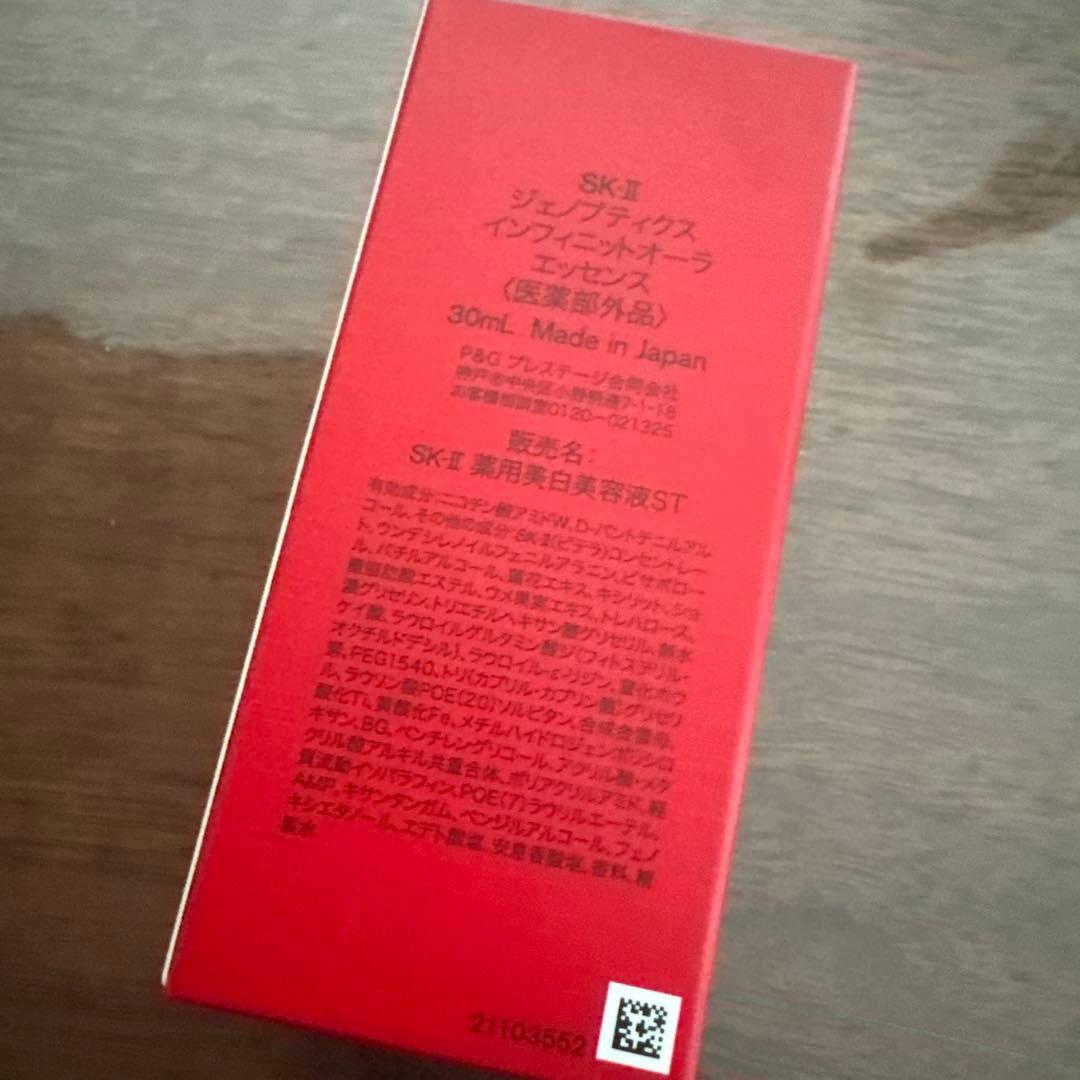 SK-II
ジェノプティクス
インフィニットオーラ
エッセンス
〈医薬部外品〉
30mL Made in Japan
P&G プレステージ合同会社
神戸市中央区小野柄通7-1-18
お客様相談室0120-021325
販売名:
SK-II 薬用美白美容液ST
有効成分:ニコチン酸アミドW、D-パントテニルアル
コール、その他の成分:SK-II(ピテラ)コンセントレー
ト、ウンデシレノイルフェニルアラニン、ビサボロー
ル、バチルアルコール、蓮花エキス、キシリット、ショ
糖脂肪酸エステル、ウメ果実エキス、トレハロース、
濃グリセリン、トリエチルヘキサン酸グリセリル、無水
ケイ酸、ラウロイルグルタミン酸ジ(フィトステリル・
オクチルドデシル)、ラウロイル-ε-リジン、窒化ホウ
素、PEG1540、トリ(カプリル・カプリン酸)グリセリ
ル、ラウリン酸POE(20)ソルビタン、合成金雲母、
酸化Ti、黄酸化Fe、メチルハイドロジェンポリシロ
キサン、BG、ペンチレングリコール、アクリル酸・メタ
クリル酸アルキル共重合体、ポリアクリルアミド、軽
質流動イソパラフィン、POE(7)ラウリルエーテル、
AMP、キサンタンガム、ベンジルアルコール、フェノ
キシエタノール、エデト酸塩、安息香酸塩、香料、精
製水
21103552